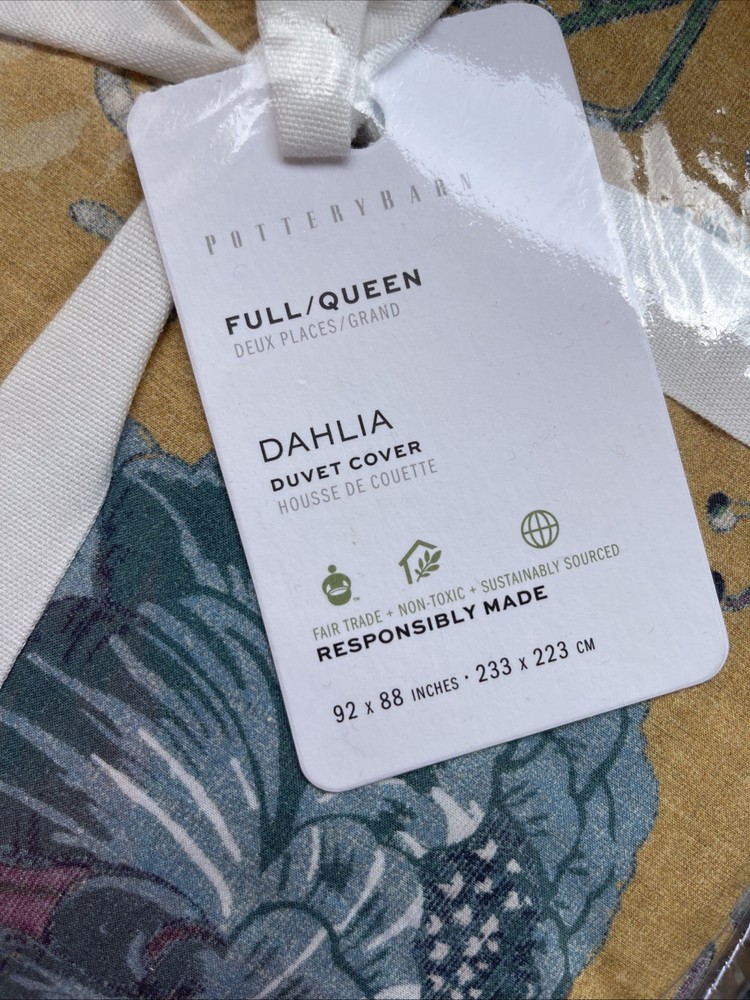 POTTERYBARN
FULL/QUEEN
DEUX PLACES/GRAND
DAHLIA
DUVET COVER
HOUSSE DE COUETTE
FAIR TRADE + NON-TOXIC + SUSTAINABLY SOURCED
RESPONSIBLY MADE
92 x 88 INCHES · 233 x 223 CM